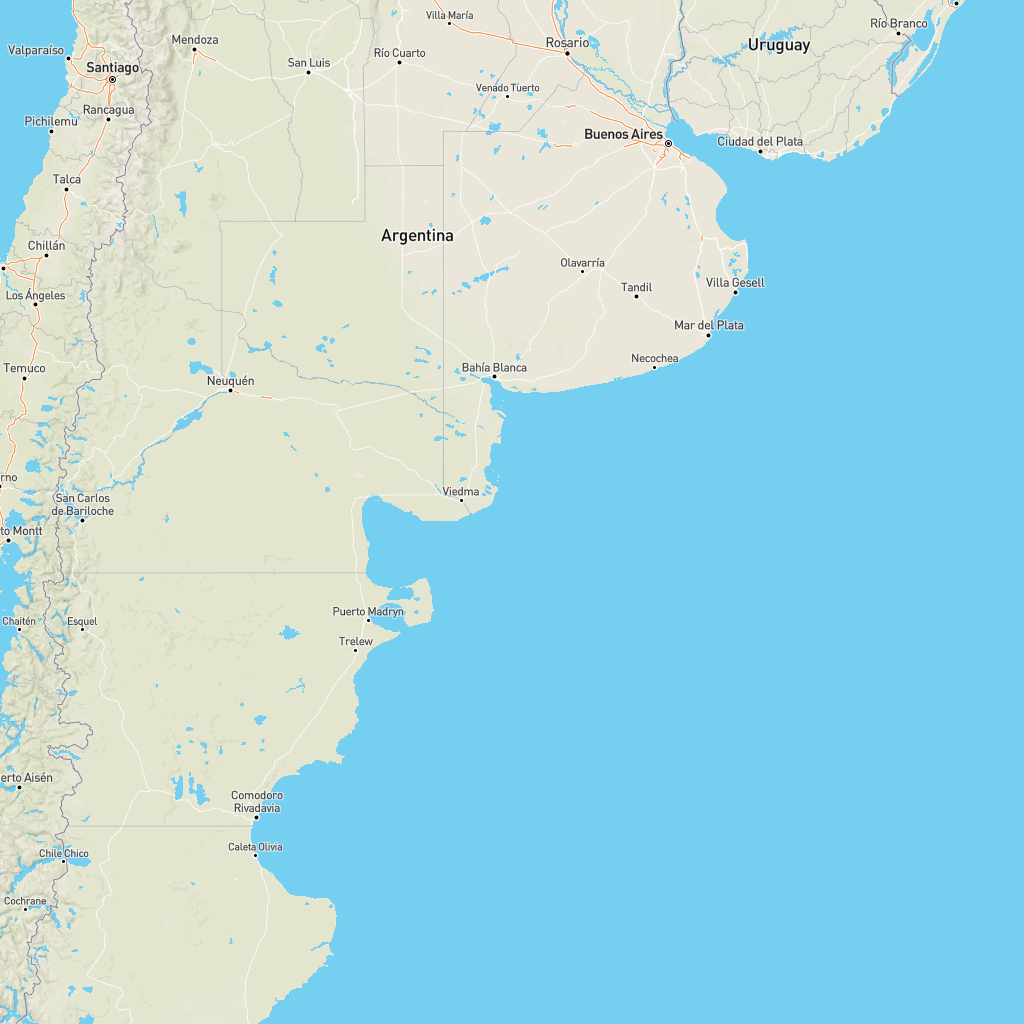 Villa María
Río Branco
Mendoza
Rosario
Uruguay
Valparaíso
Río Cuarto
San Luis
Santiago
Venado Tuerto
Rancagua
Pichilemu
Buenos Aires
Ciudad del Plata
Talca
Argentina
Chillán
Olavarría
Villa Gesell
Tandil
Los Ángeles
Mar del Plata
Necochea
Temuco
Bahía Blanca
Neuquén
rno
Viedma
San Carlos
de Bariloche
to Montt
Puerto Madryn
Chaitén
Esquel
Trelew
erto Aisén
Comodoro
Rivadavia
Caleta Olivia
Chile Chico
Cochrane